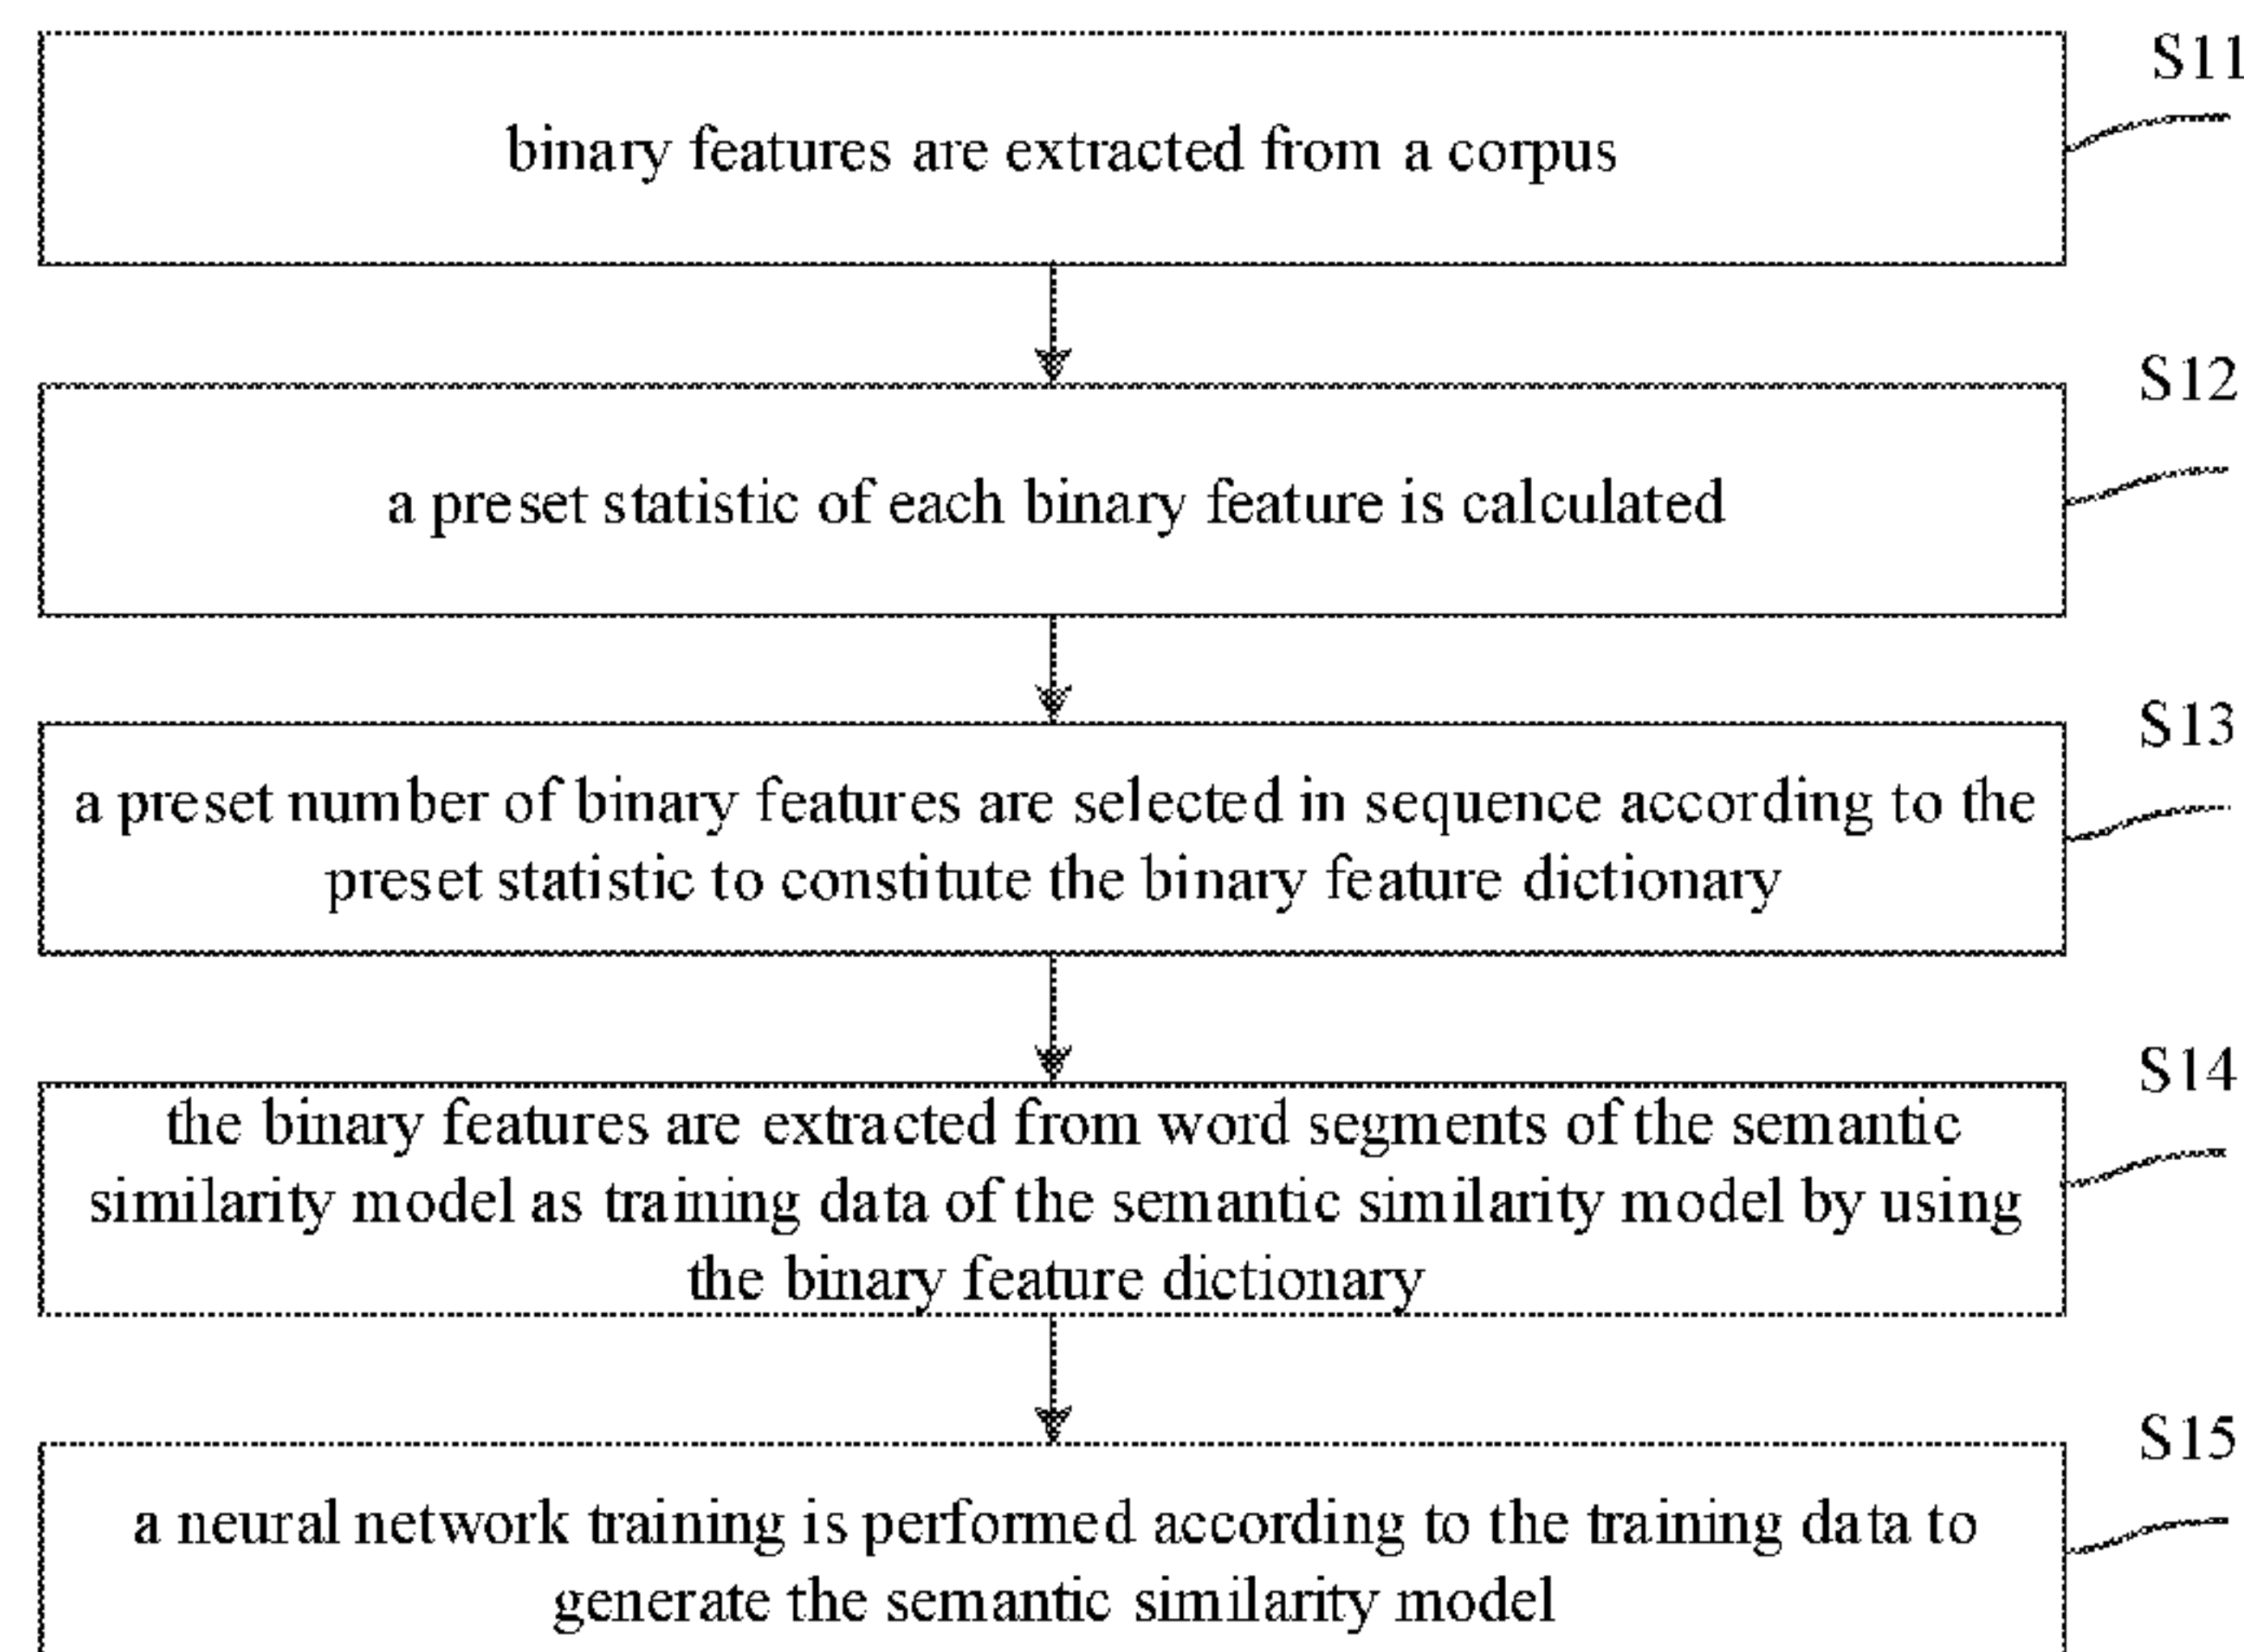 S11
binary features are extracted from a corpus
S12
a preset statistic of each binary feature is calculated
S13
a preset number of binary features are selected in sequence according to the
preset statistic to constitute the binary feature dictionary
S14
the binary features are extracted from word segments of the semantic
similarity model as training data of the semantic similarity model by using
the binary feature dictionary
S15
a neural network training is performed according to the training data to
generate the semantic similarity model